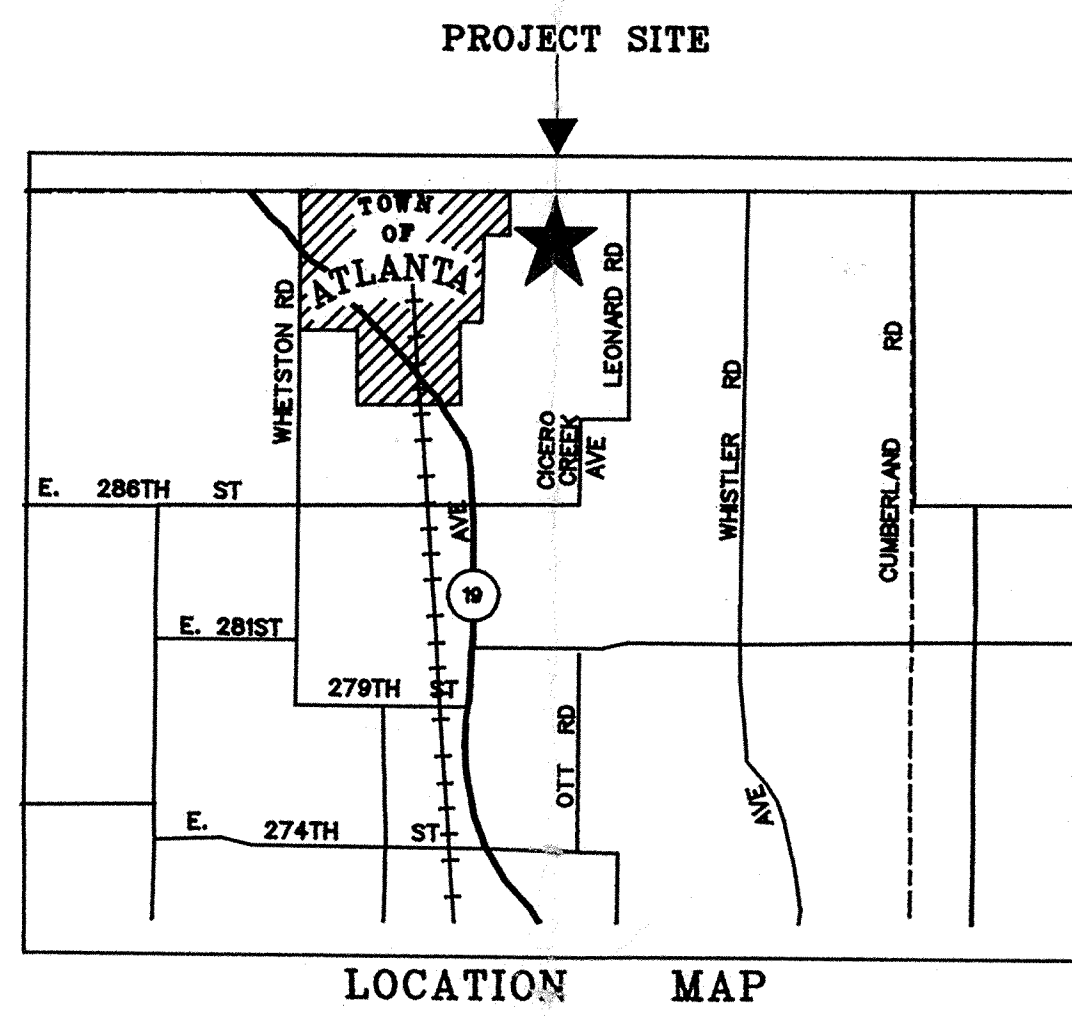 PROJECT SITE
TOWN
OF
ATLANTA
WHETSTON RD
LEONARD RD
CICERO
CREEK
AVE
WHISTLER RD
CUMBERLAND RD
E. 286TH ST
AVE
19
E. 281ST
279TH ST
OTT RD
AVE
E. 274TH ST
LOCATION MAP